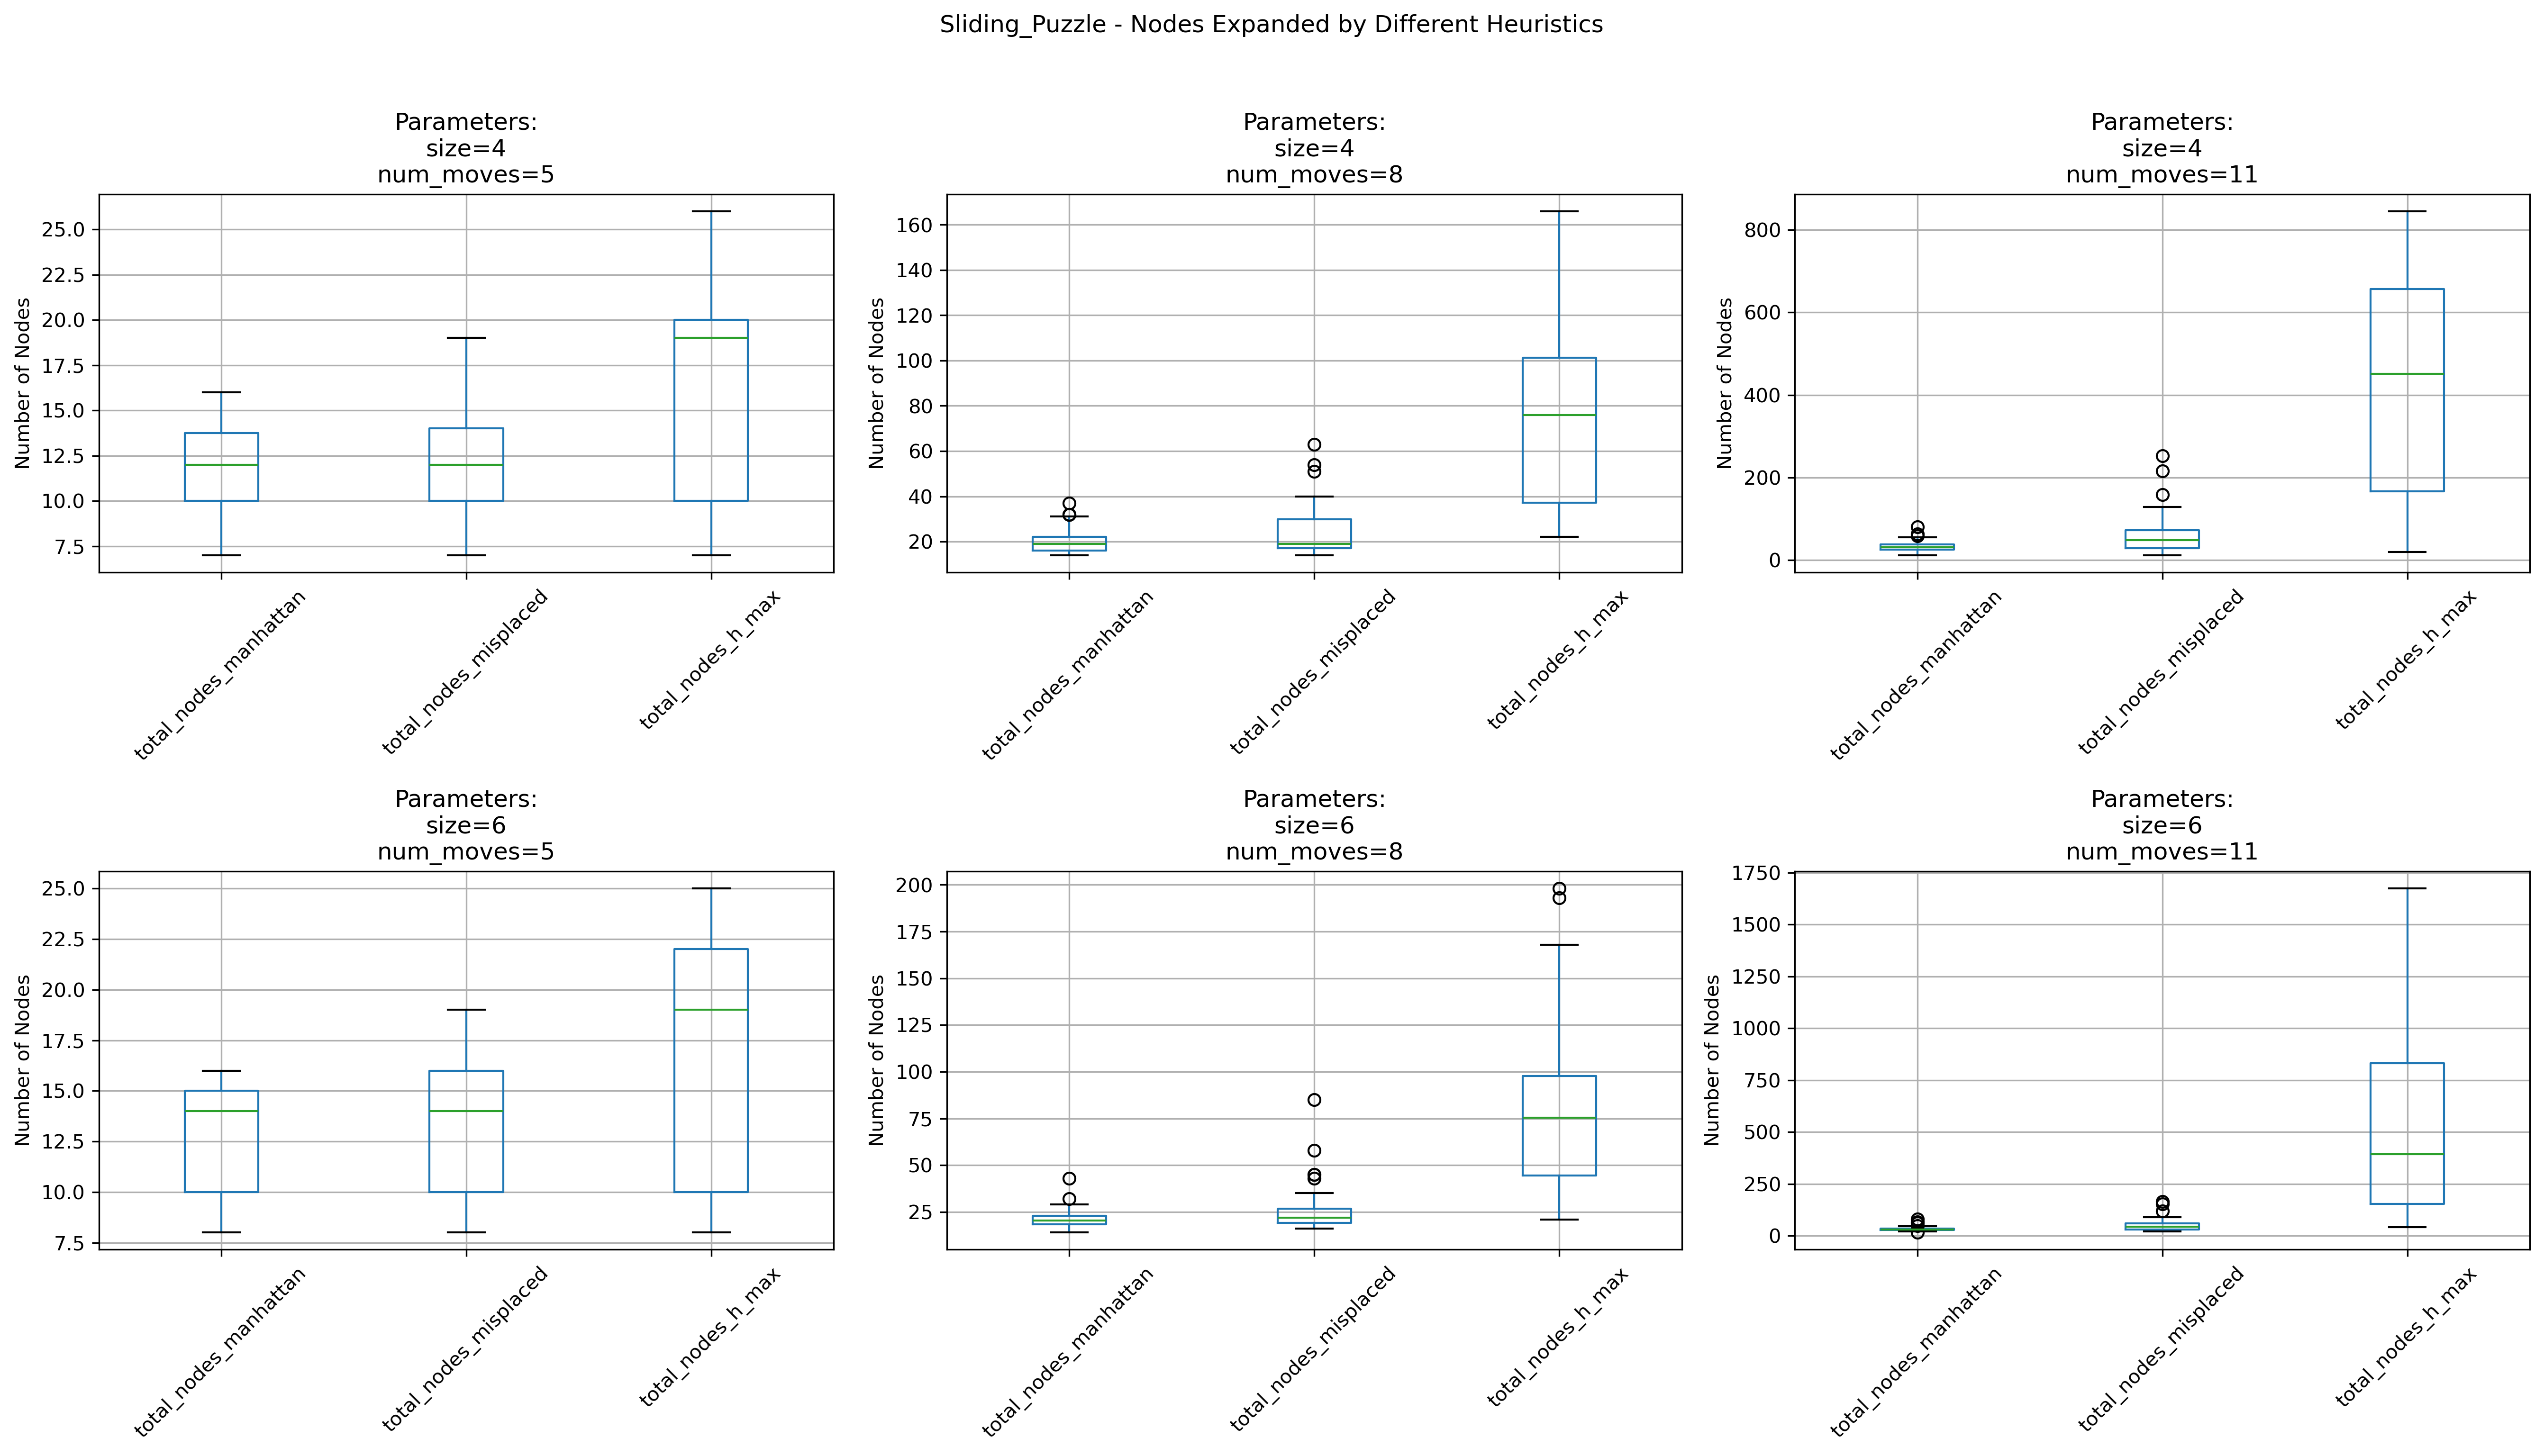 Sliding_Puzzle - Nodes Expanded by Different Heuristics
Parameters:
size=4
num_moves=5
Number of Nodes
25.0
22.5
20.0
17.5
15.0
12.5
10.0
7.5
total_nodes_manhattan
total_nodes_misplaced
total_nodes_h_max
Parameters:
size=4
num_moves=8
Number of Nodes
160
140
120
100
80
60
40
20
total_nodes_manhattan
total_nodes_misplaced
total_nodes_h_max
Parameters:
size=4
num_moves=11
Number of Nodes
800
600
400
200
0
total_nodes_manhattan
total_nodes_misplaced
total_nodes_h_max
Parameters:
size=6
num_moves=5
Number of Nodes
25.0
22.5
20.0
17.5
15.0
12.5
10.0
7.5
total_nodes_manhattan
total_nodes_misplaced
total_nodes_h_max
Parameters:
size=6
num_moves=8
Number of Nodes
200
175
150
125
100
75
50
25
total_nodes_manhattan
total_nodes_misplaced
total_nodes_h_max
Parameters:
size=6
num_moves=11
Number of Nodes
1750
1500
1250
1000
750
500
250
0
total_nodes_manhattan
total_nodes_misplaced
total_nodes_h_max